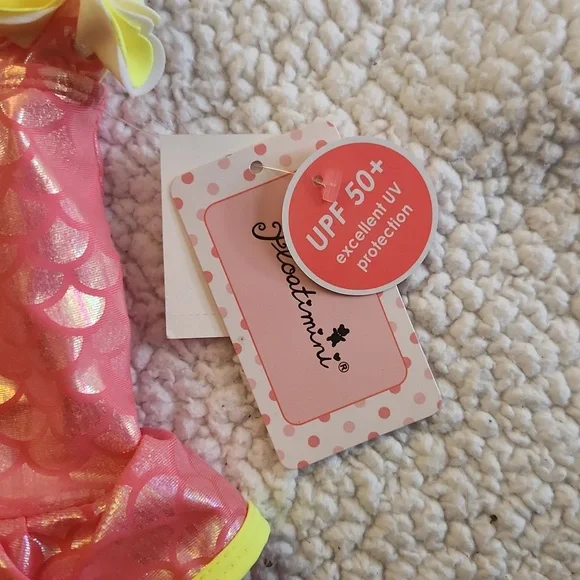 UPF 50+
excellent UV
protection
Floatimini®